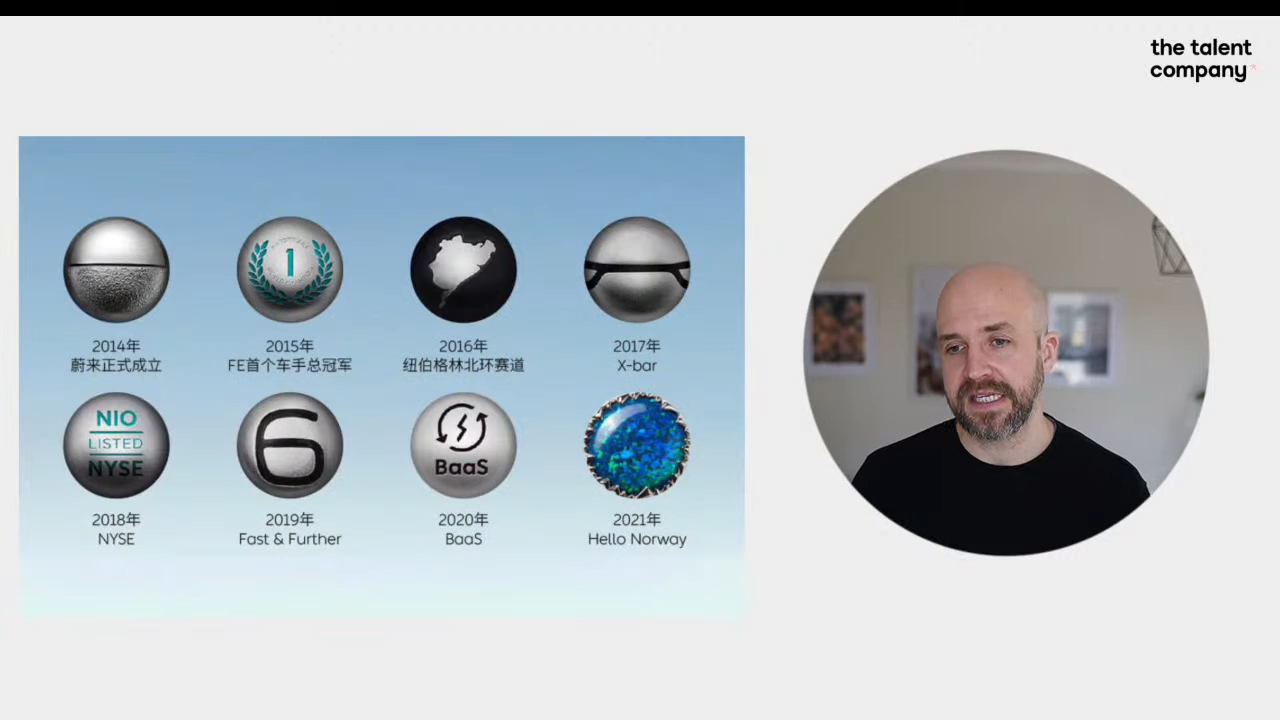 the talent
company*
1
2014年
蔚来正式成立
2015年
FE首个车手总冠军
2016年
纽伯格林北环赛道
2017年
X-bar
NIO
LISTED
NYSE
6
BaaS
2018年
NYSE
2019年
Fast & Further
2020年
BaaS
2021年
Hello Norway